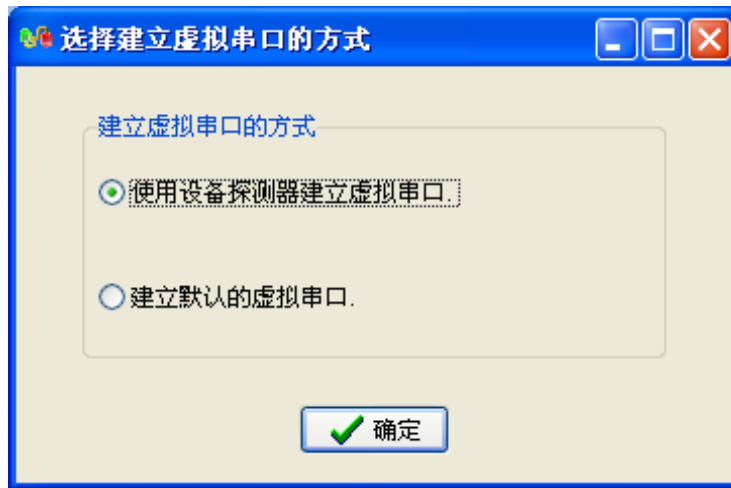 选择建立虚拟串口的方式
建立虚拟串口的方式
使用设备探测器建立虚拟串口.
建立默认的虚拟串口.
确定